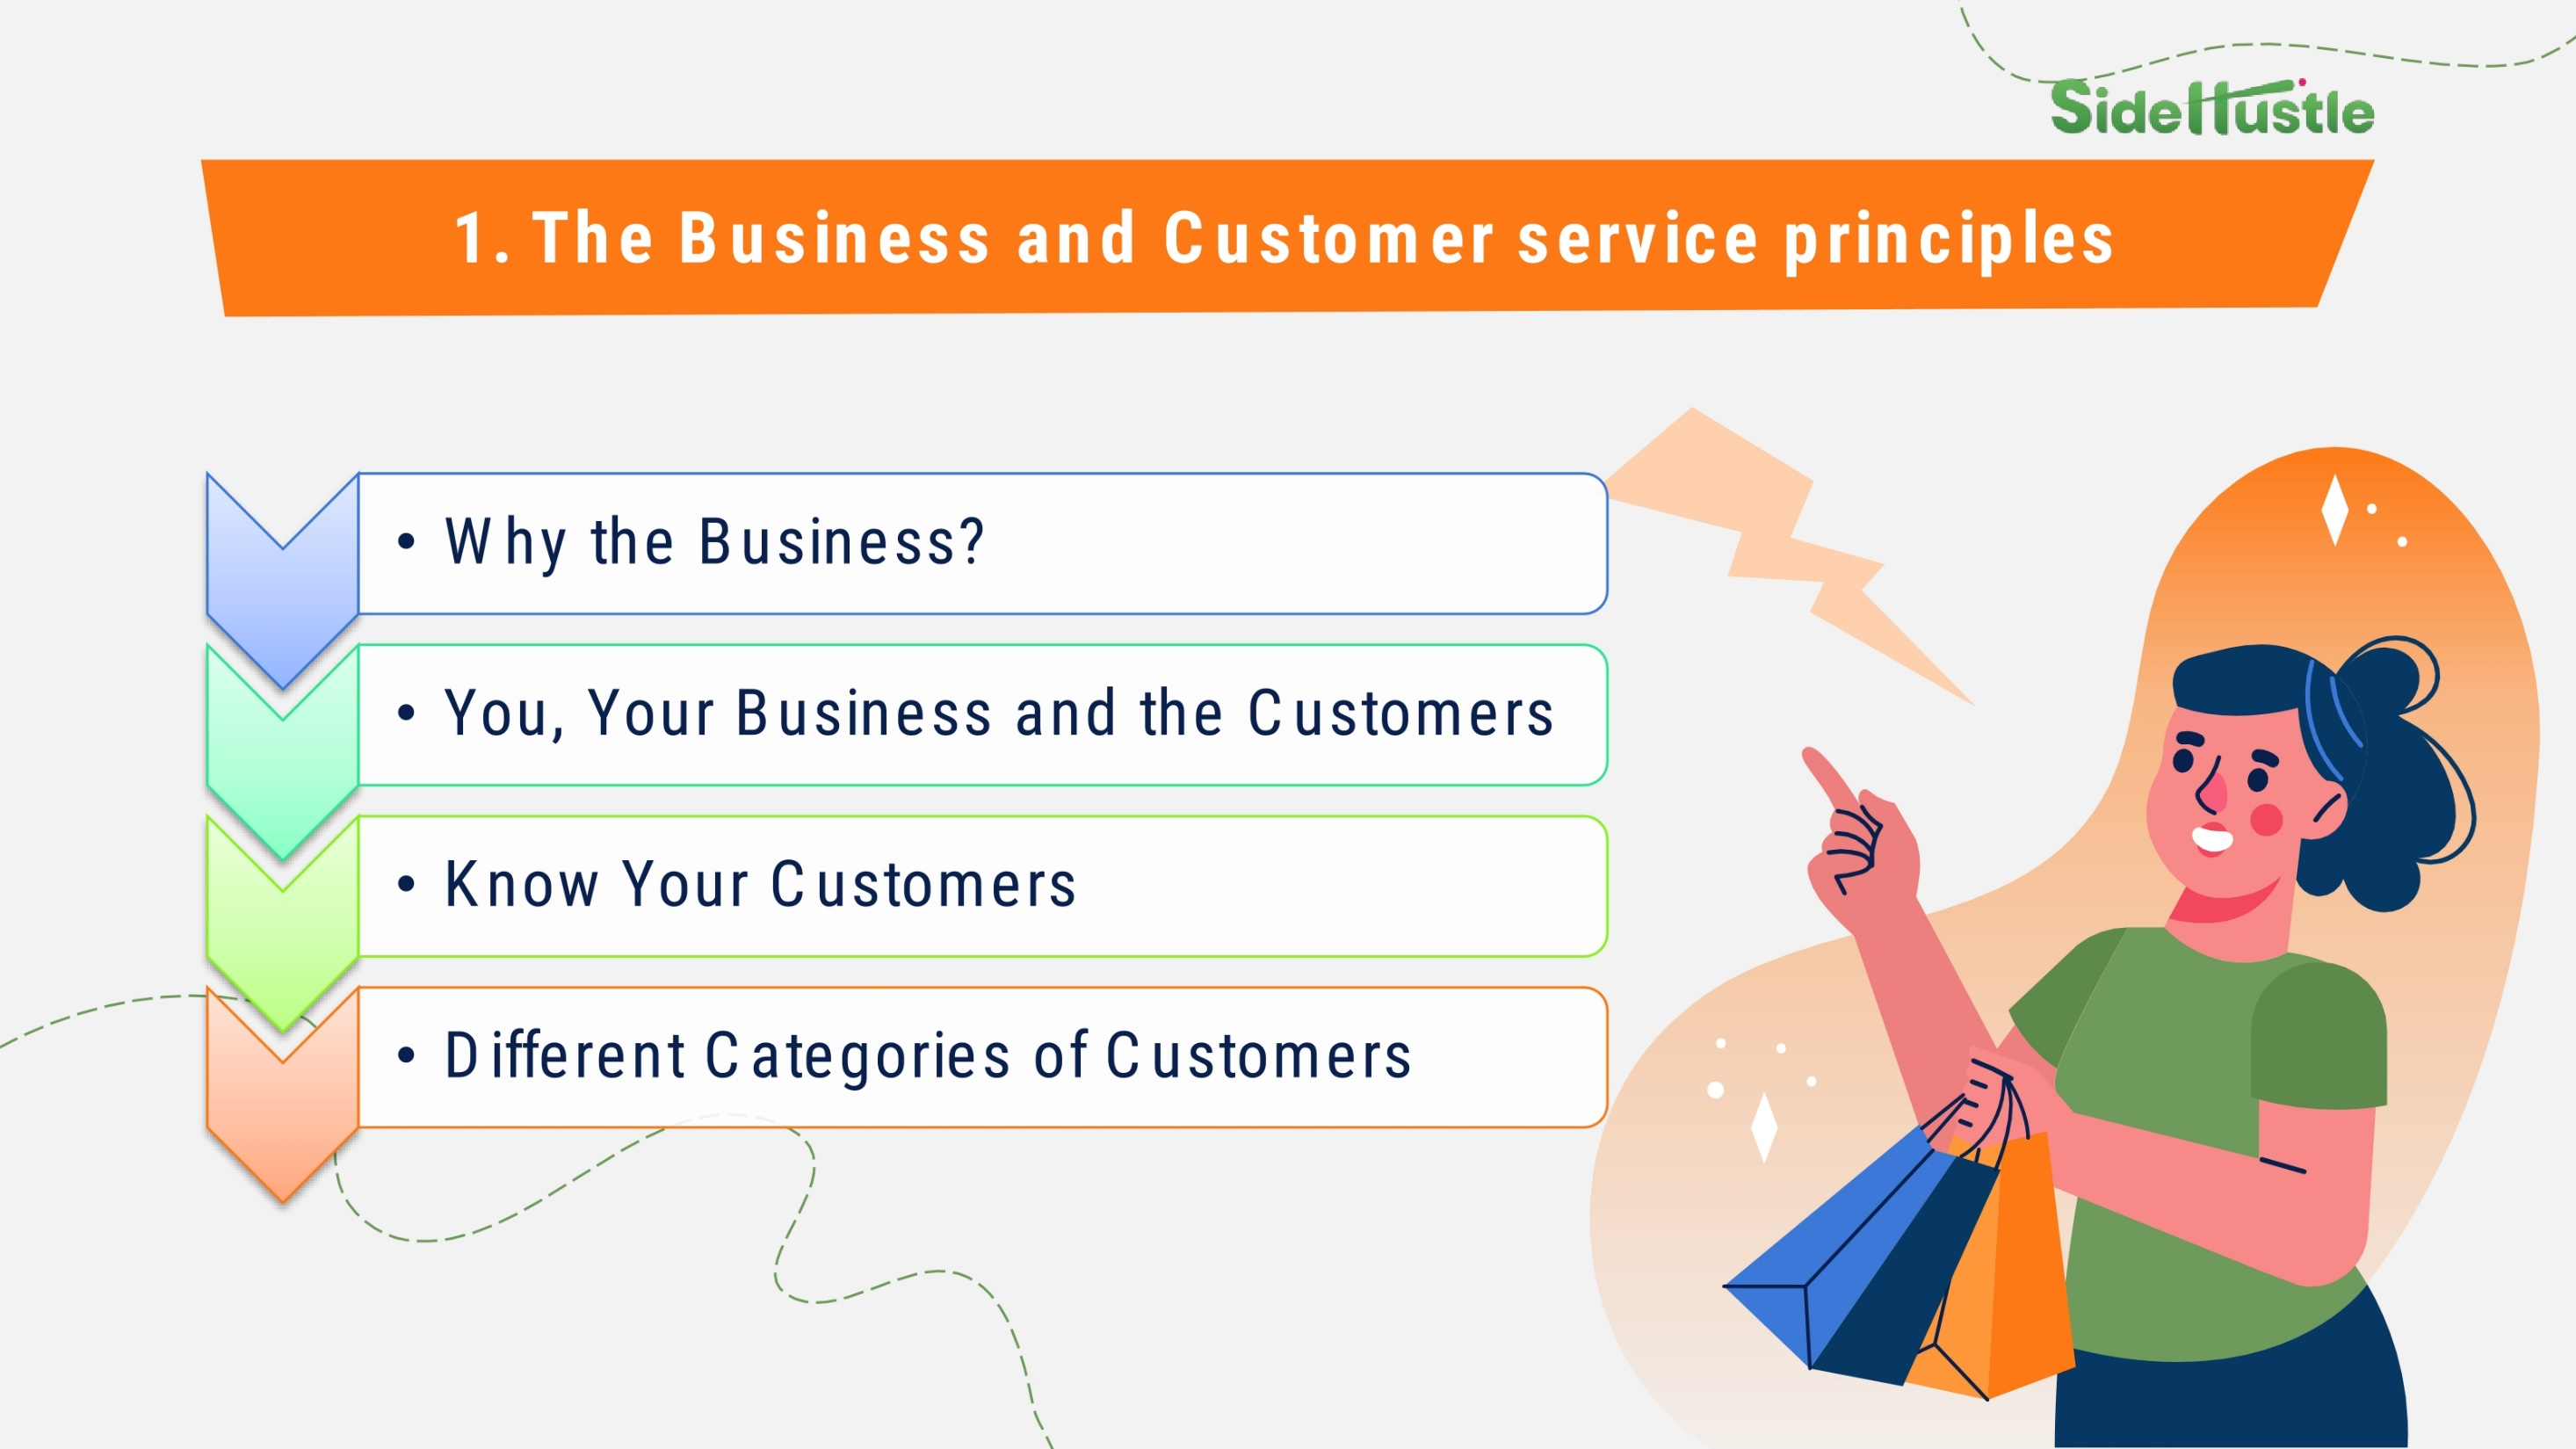 SideHustle
1. The Business and Customer service principles
• Why the Business?
• You, Your Business and the Customers
• Know Your Customers
• Different Categories of Customers